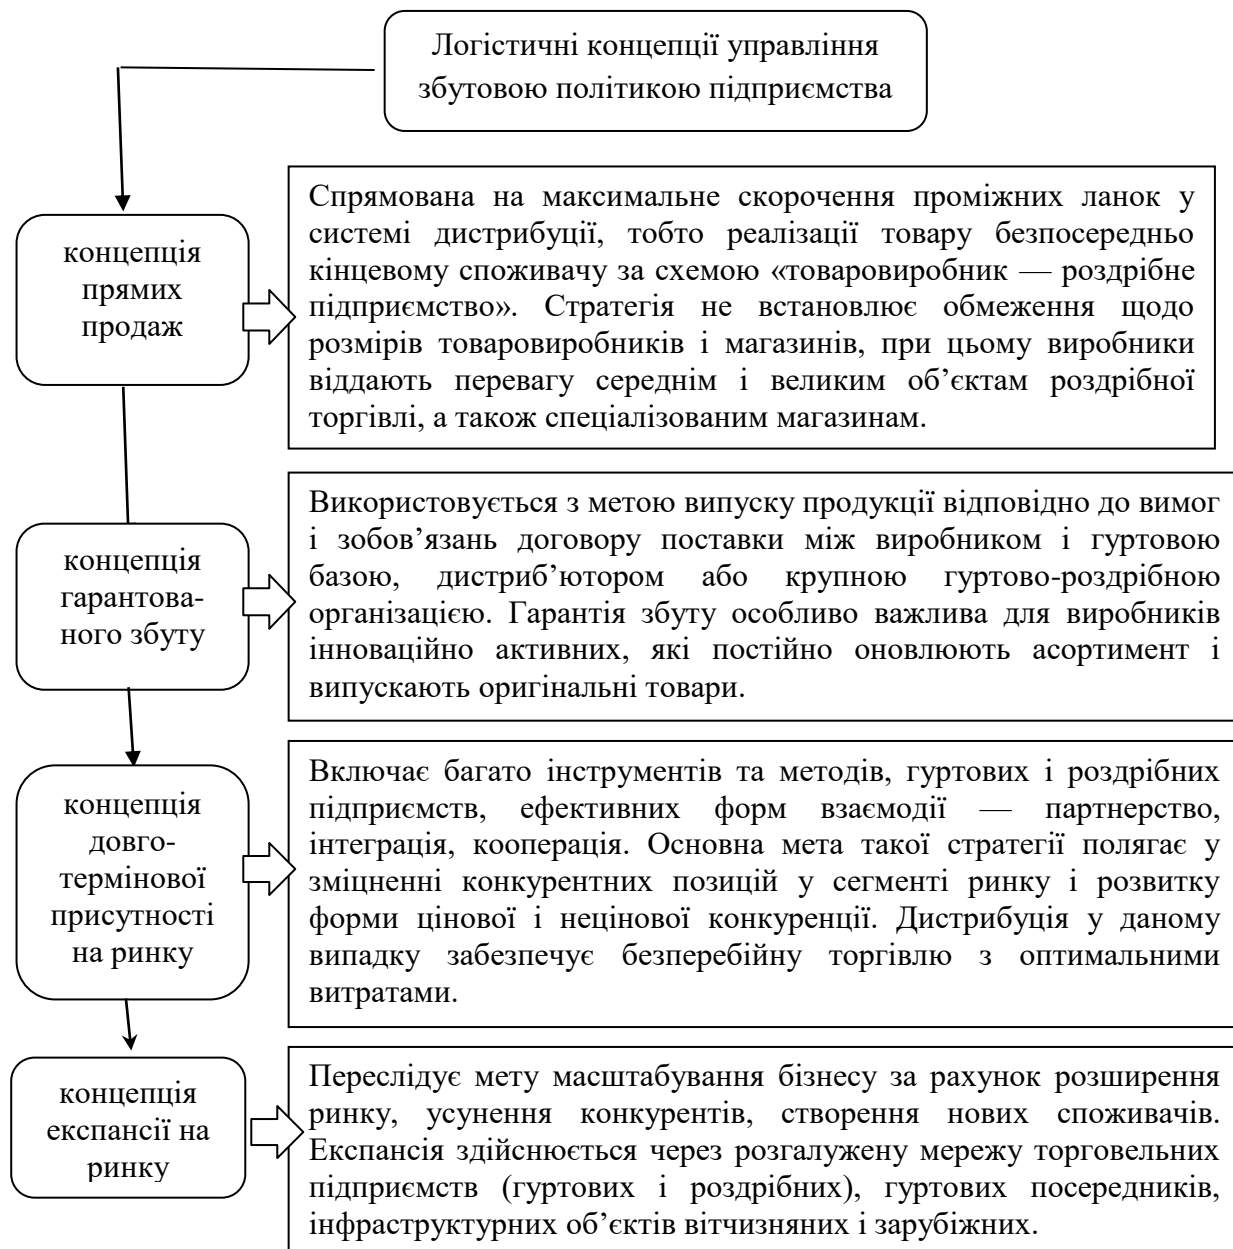 Логістичні концепції управління
збутовою політикою підприємства
концепція
прямих
продаж
Спрямована на максимальне скорочення проміжних ланок у
системі дистрибуції, тобто реалізації товару безпосередньо
кінцевому споживачу за схемою «товаровиробник — роздрібне
підприємство». Стратегія не встановлює обмеження щодо
розмірів товаровиробників і магазинів, при цьому виробники
віддають перевагу середнім і великим об’єктам роздрібної
торгівлі, а також спеціалізованим магазинам.
концепція
гарантова-
ного збуту
Використовується з метою випуску продукції відповідно до вимог
і зобов’язань договору поставки між виробником і гуртовою
базою, дистриб’ютором або крупною гуртово-роздрібною
організацією. Гарантія збуту особливо важлива для виробників
інноваційно активних, які постійно оновлюють асортимент і
випускають оригінальні товари.
концепція
довго-
термінової
присутності
на ринку
Включає багато інструментів та методів, гуртових і роздрібних
підприємств, ефективних форм взаємодії — партнерство,
інтеграція, кооперація. Основна мета такої стратегії полягає у
зміцненні конкурентних позицій у сегменті ринку і розвитку
форми цінової і нецінової конкуренції. Дистрибуція у даному
випадку забезпечує безперебійну торгівлю з оптимальними
витратами.
концепція
експансії на
ринку
Переслідує мету масштабування бізнесу за рахунок розширення
ринку, усунення конкурентів, створення нових споживачів.
Експансія здійснюється через розгалужену мережу торговельних
підприємств (гуртових і роздрібних), гуртових посередників,
інфраструктурних об’єктів вітчизняних і зарубіжних.